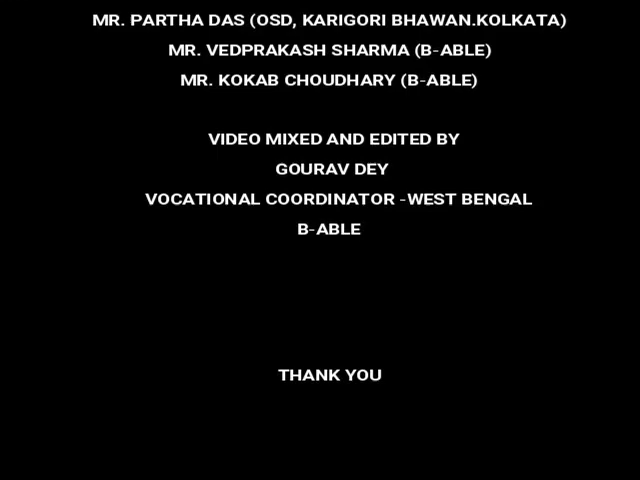 MR. PARTHA DAS (OSD, KARIGORI BHAWAN.KOLKATA)
MR. VEDPRAKASH SHARMA (B-ABLE)
MR. KOKAB CHOUDHARY (B-ABLE)
VIDEO MIXED AND EDITED BY
GOURAV DEY
VOCATIONAL COORDINATOR -WEST BENGAL
B-ABLE
THANK YOU